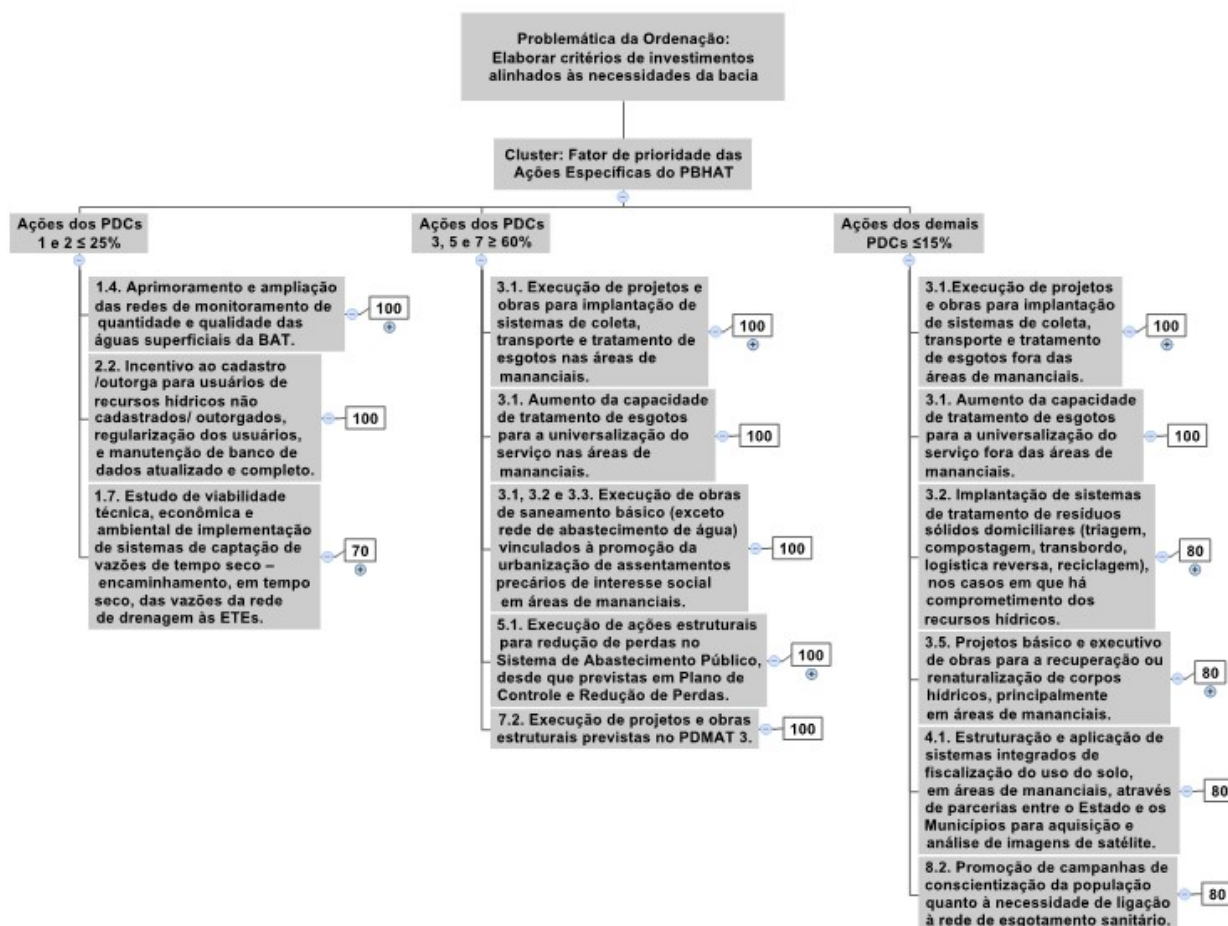 Problemática da Ordenação:
Elaborar critérios de investimentos
alinhados às necessidades da bacia
Cluster: Fator de prioridade das
Ações Específicas do PBHAT
Ações dos PDCs
1 e 2 ≤ 25%
1.4. Aprimoramento e ampliação
das redes de monitoramento de
quantidade e qualidade das
águas superficiais da BAT.
100
2.2. Incentivo ao cadastro
/outorga para usuários de
recursos hídricos não
cadastrados/ outorgados,
regularização dos usuários,
e manutenção de banco de
dados atualizado e completo.
100
1.7. Estudo de viabilidade
técnica, econômica e
ambiental de implementação
de sistemas de captação de
vazões de tempo seco –
encaminhamento, em tempo
seco, das vazões da rede
de drenagem às ETEs.
70
Ações dos PDCs
3, 5 e 7 ≥ 60%
3.1. Execução de projetos e
obras para implantação de
sistemas de coleta,
transporte e tratamento de
esgotos nas áreas de
mananciais.
100
3.1. Aumento da capacidade
de tratamento de esgotos
para a universalização do
serviço nas áreas de
mananciais.
100
3.1, 3.2 e 3.3. Execução de obras
de saneamento básico (exceto
rede de abastecimento de água)
vinculados à promoção da
urbanização de assentamentos
precários de interesse social
em áreas de mananciais.
100
5.1. Execução de ações estruturais
para redução de perdas no
Sistema de Abastecimento Público,
desde que previstas em Plano de
Controle e Redução de Perdas.
100
7.2. Execução de projetos e obras
estruturais previstas no PDMAT 3.
100
Ações dos demais
PDCs ≤15%
3.1.Execução de projetos
e obras para implantação
de sistemas de coleta,
transporte e tratamento
de esgotos fora das
áreas de mananciais.
100
3.1. Aumento da capacidade
de tratamento de esgotos
para a universalização do
serviço fora das áreas de
mananciais.
100
3.2. Implantação de sistemas
de tratamento de resíduos
sólidos domiciliares (triagem,
compostagem, transbordo,
logística reversa, reciclagem),
nos casos em que há
comprometimento dos
recursos hídricos.
80
3.5. Projetos básico e executivo
de obras para a recuperação ou
renaturalização de corpos
hídricos, principalmente
em áreas de mananciais.
80
4.1. Estruturação e aplicação de
sistemas integrados de
fiscalização do uso do solo,
em áreas de mananciais, através
de parcerias entre o Estado e os
Municípios para aquisição e
análise de imagens de satélite.
80
8.2. Promoção de campanhas de
conscientização da população
quanto à necessidade de ligação
à rede de esgotamento sanitário.
80